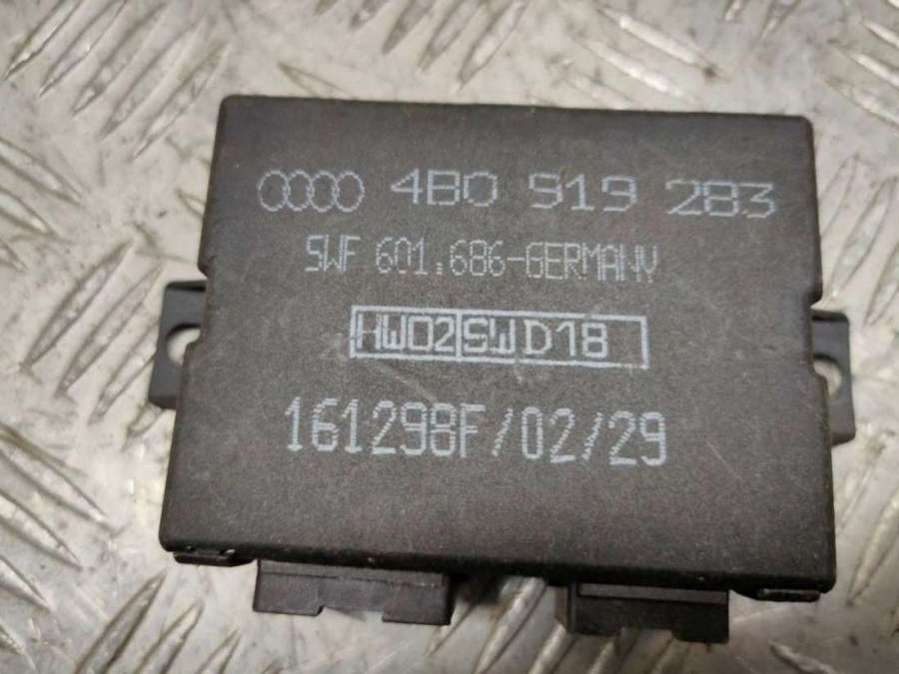 4B0 919 283
SWF 601.686-GERMANY
HW02 SW D18
161298F/02/29